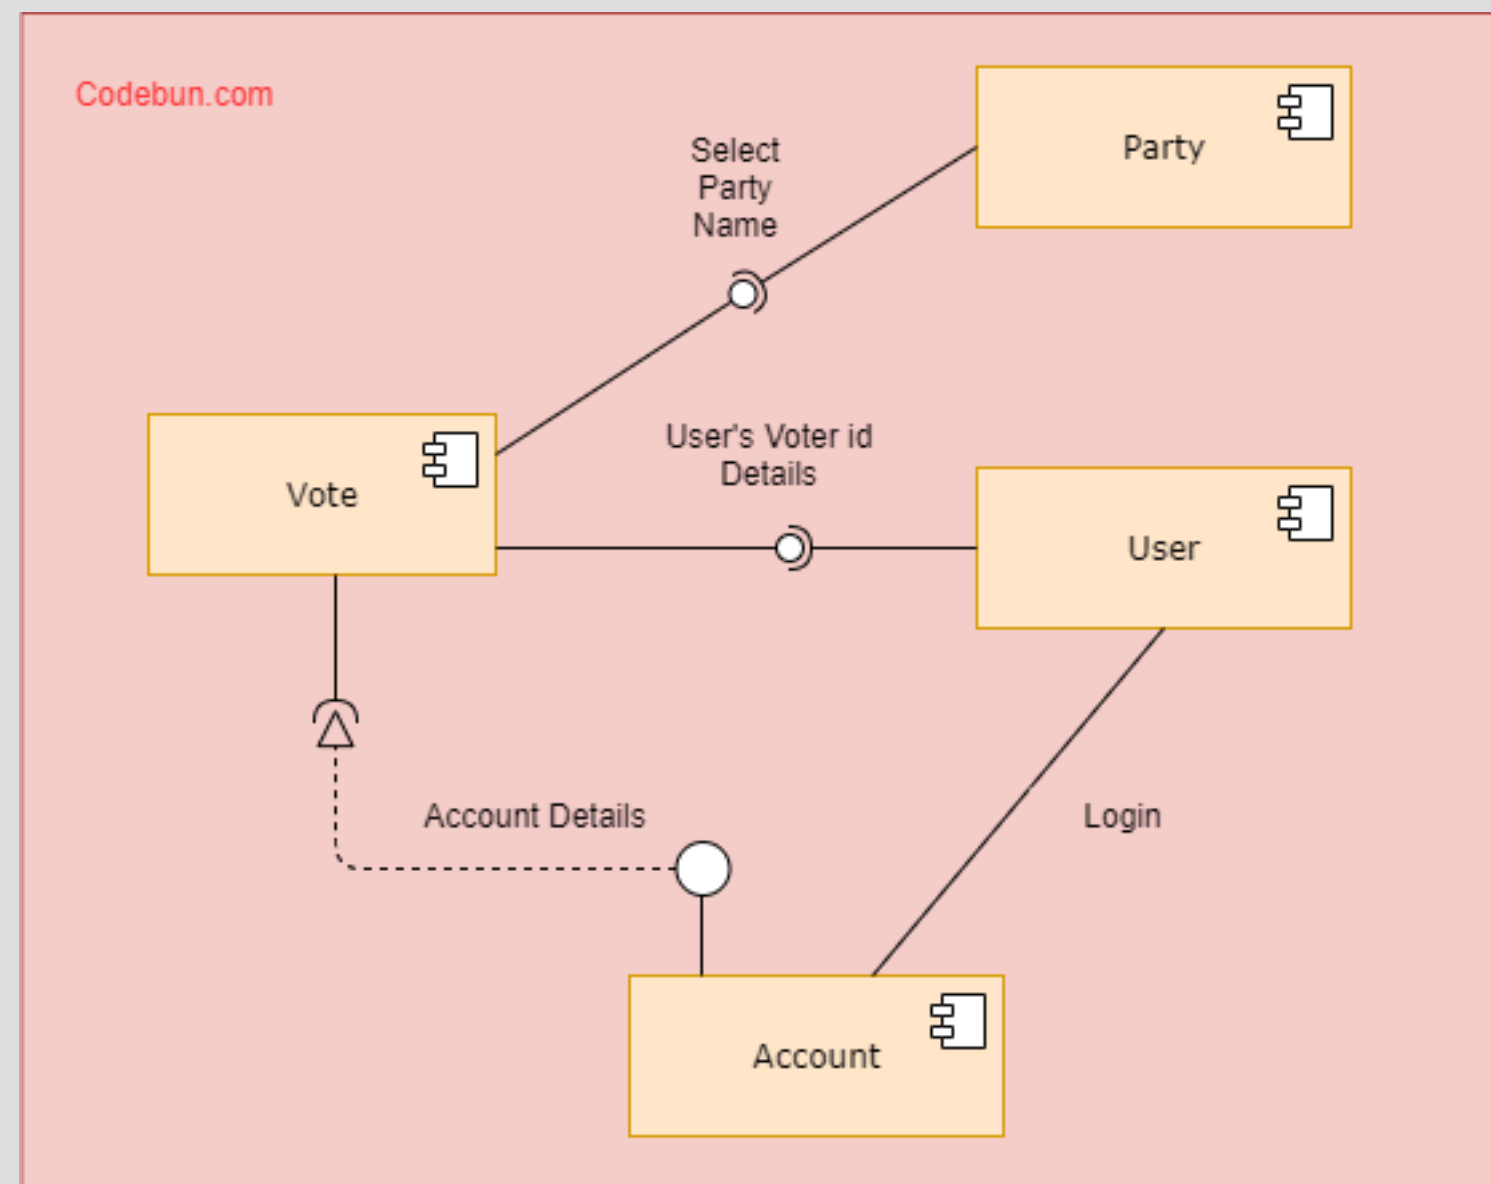 Codebun.com
Select
Party
Name
Party
Vote
User's Voter id
Details
User
Account Details
Login
Account